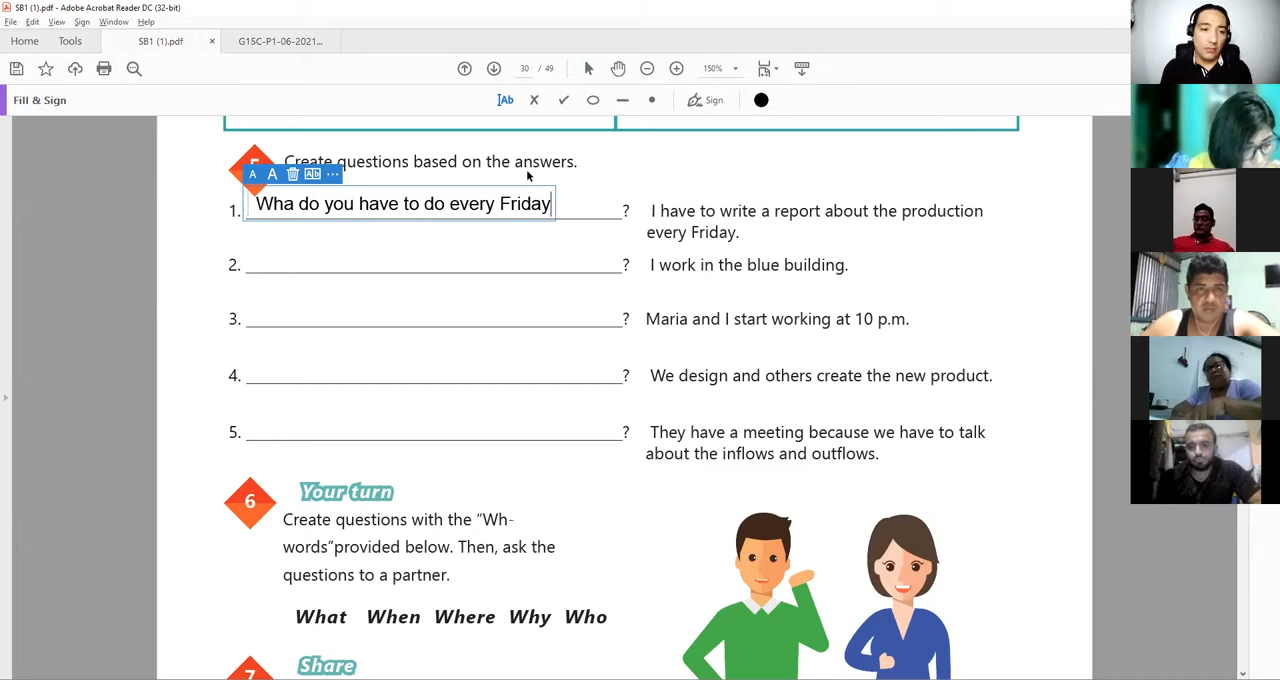 SB1 (1).pdf - Adobe Acrobat Reader DC (32-bit)
File Edit View Sign Window Help
Home Tools SB1 (1).pdf × G15C-P1-06-2021...
30 / 49 150%
Fill & Sign Sign
5 Create questions based on the answers.
1. Wha do you have to do every Friday ? I have to write a report about the production
every Friday.
2. ? I work in the blue building.
3. ? Maria and I start working at 10 p.m.
4. ? We design and others create the new product.
5. ? They have a meeting because we have to talk
about the inflows and outflows.
6 Your turn
Create questions with the “Wh-
words”provided below. Then, ask the
questions to a partner.
What When Where Why Who
7 Share